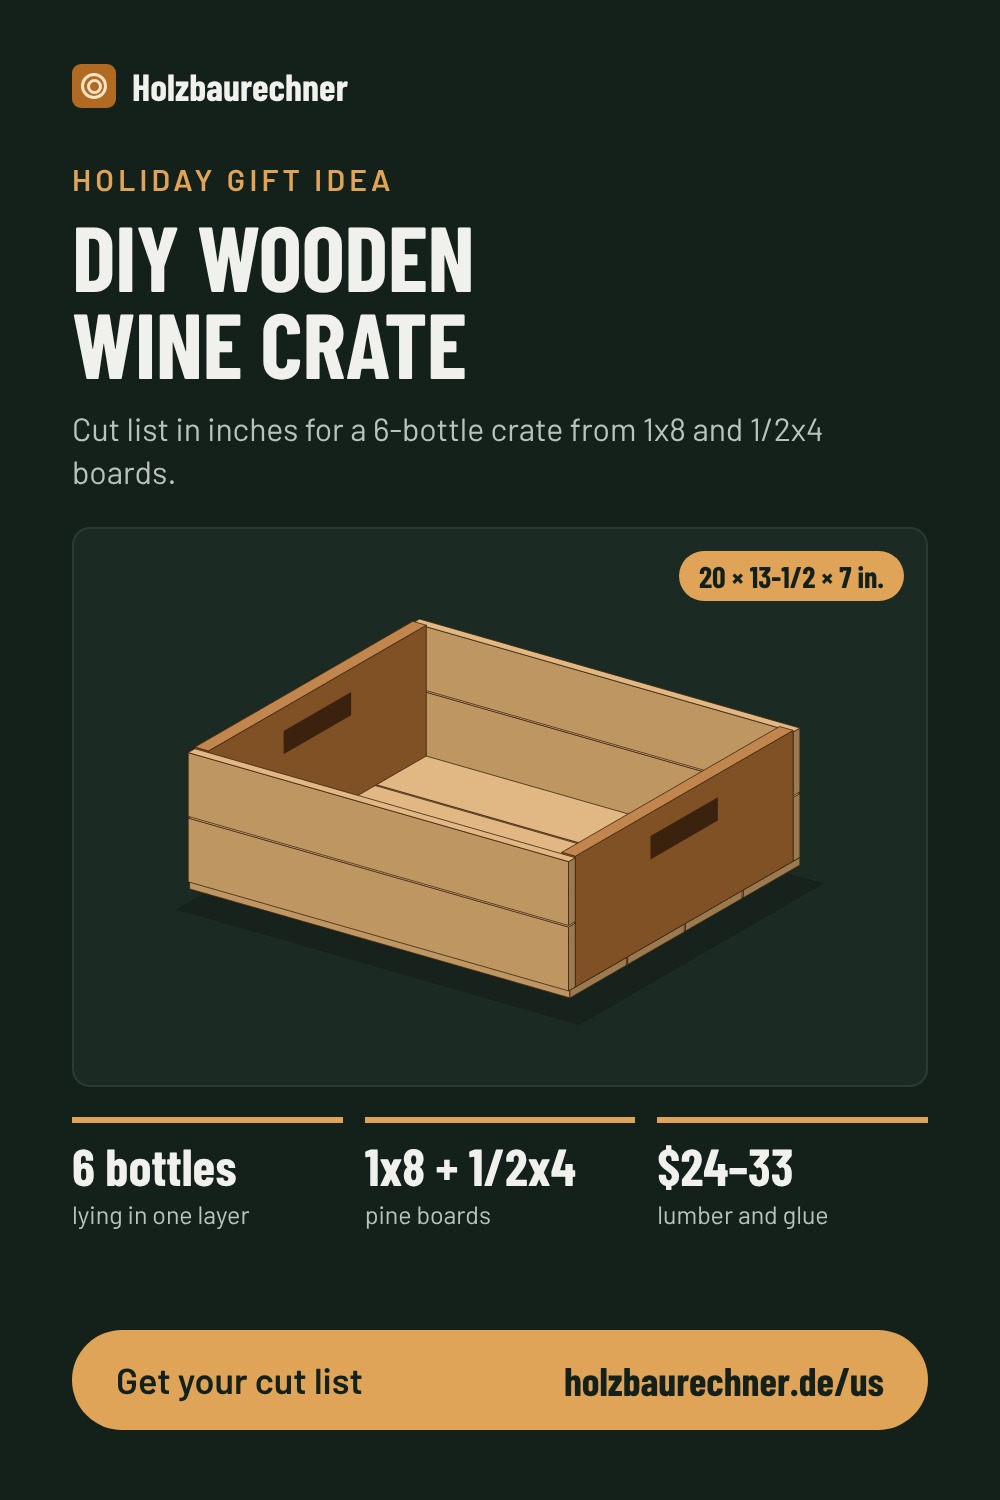 Holzbaurechner
HOLIDAY GIFT IDEA
DIY WOODEN
WINE CRATE
Cut list in inches for a 6-bottle crate from 1x8 and 1/2x4
boards.
20 × 13-1/2 × 7 in.
6 bottles
lying in one layer
1x8 + 1/2x4
pine boards
$24–33
lumber and glue
Get your cut list
holzbaurechner.de/us